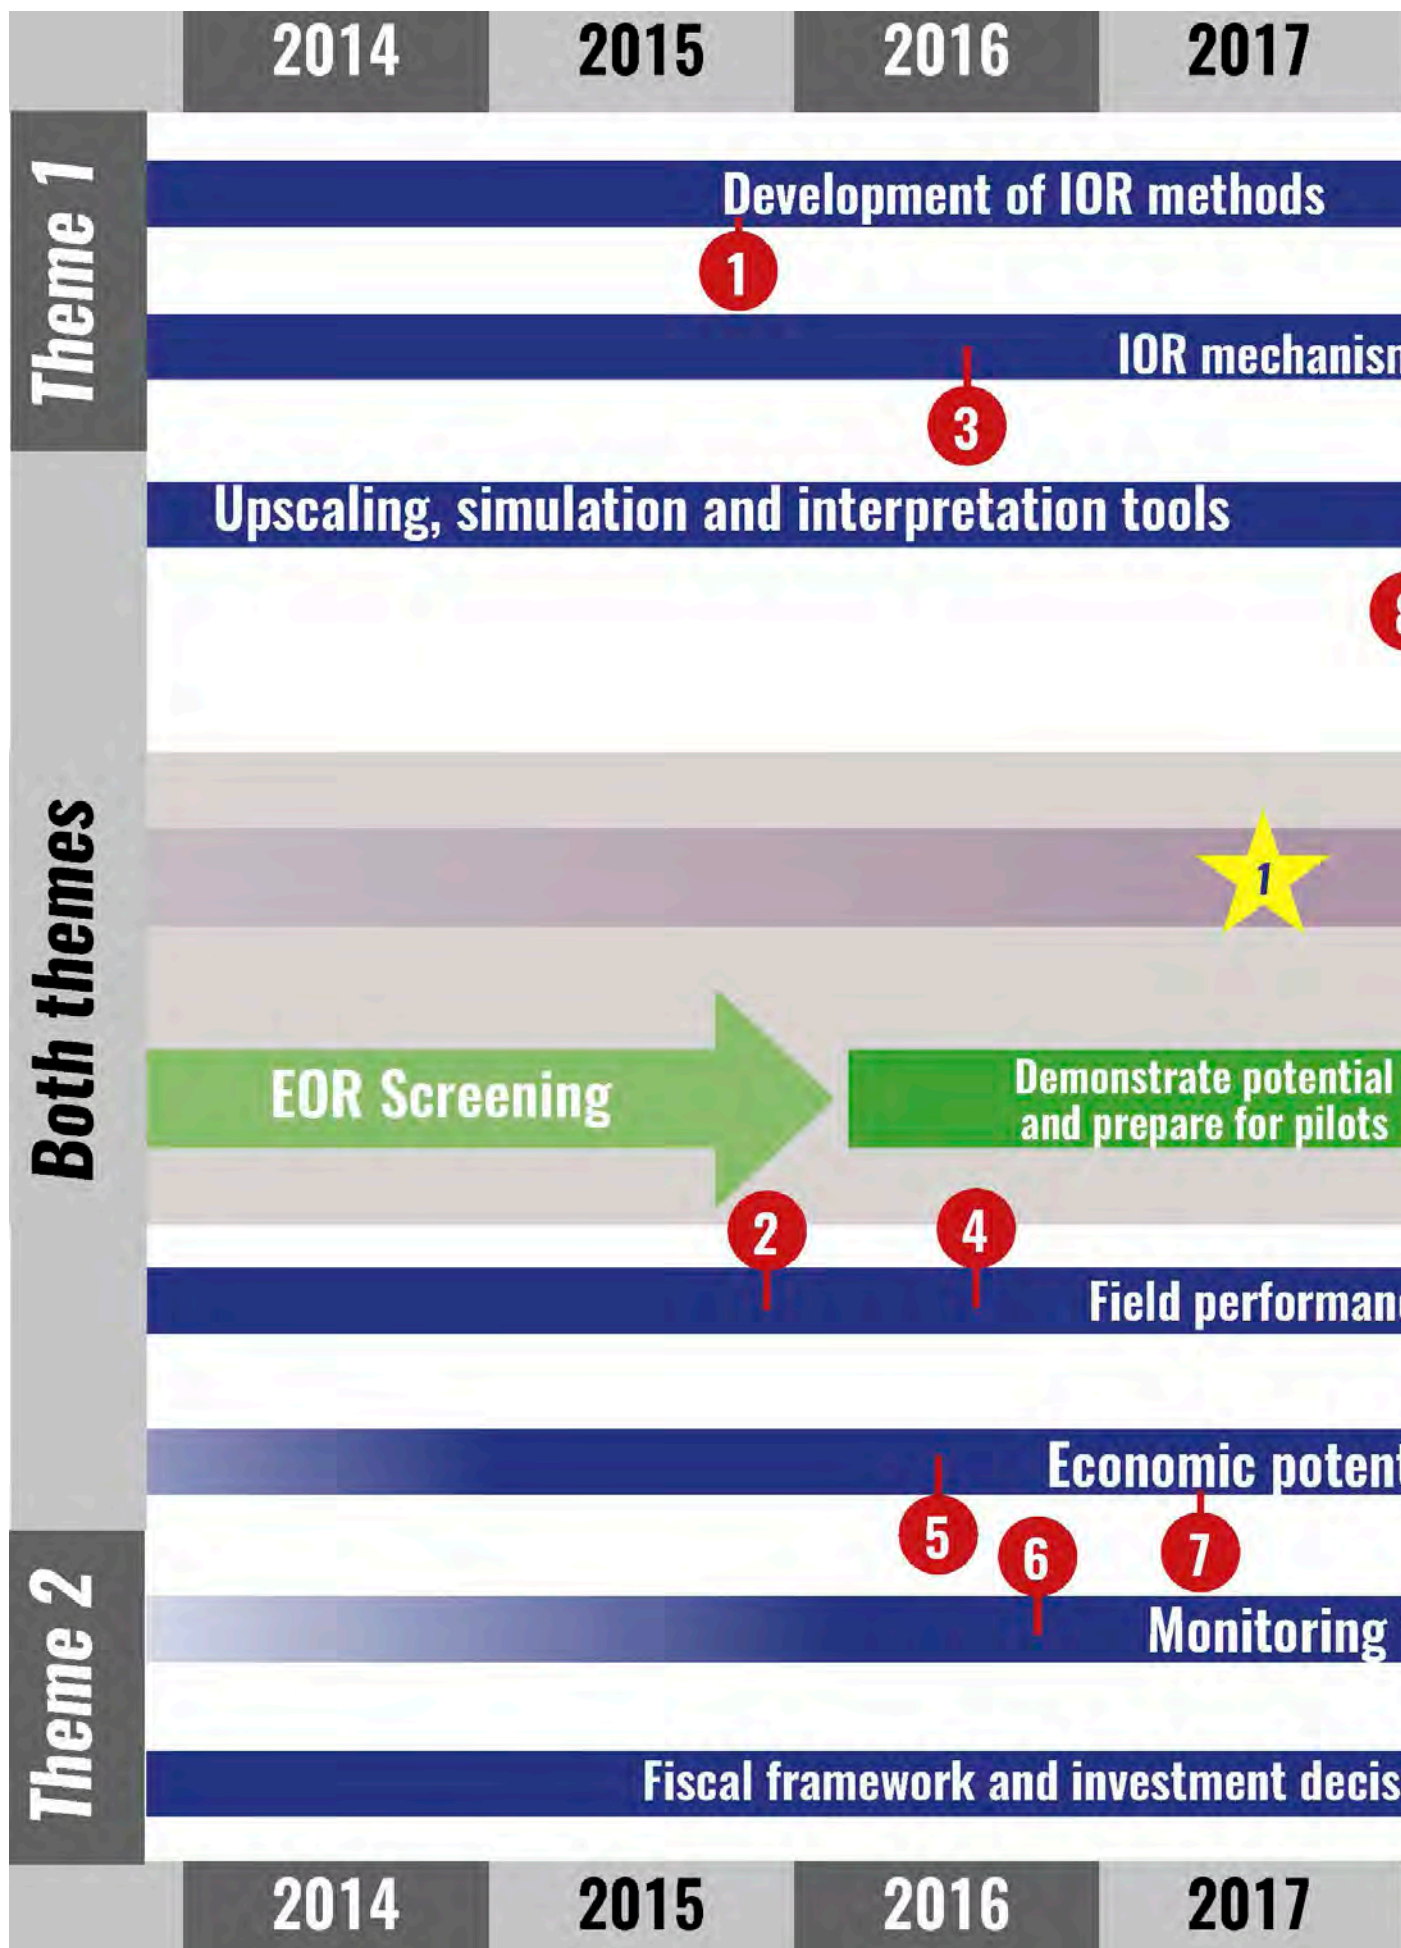 2014 2015 2016 2017
Theme 1
Development of IOR methods
1
IOR mechanism
3
Upscaling, simulation and interpretation tools
Both themes
1
EOR Screening
Demonstrate potential
and prepare for pilots
2 4
Field performan
Economic potent
5 6 7
Theme 2
Monitoring
Fiscal framework and investment decis
2014 2015 2016 2017